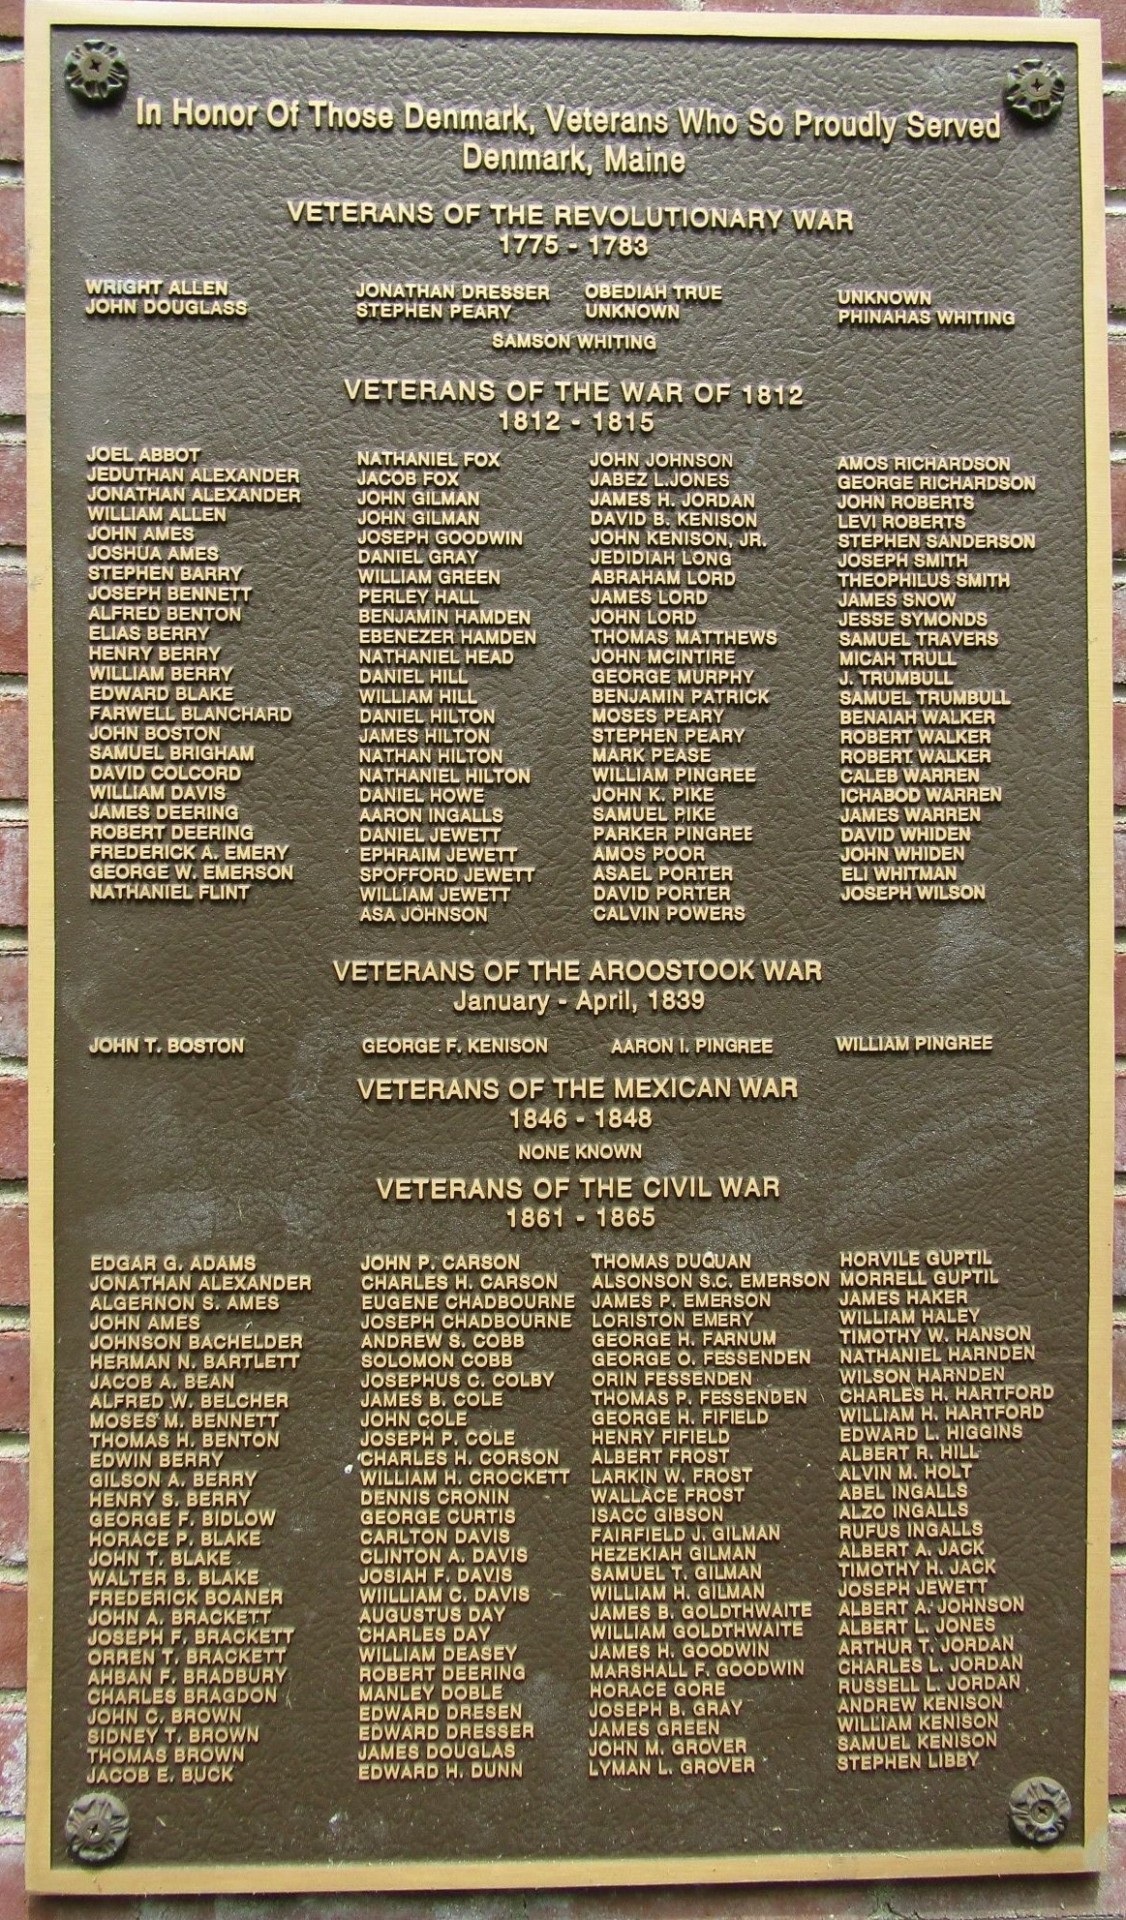 In Honor Of Those Denmark, Veterans Who So Proudly Served
Denmark, Maine
VETERANS OF THE REVOLUTIONARY WAR
1775 - 1783
WRIGHT ALLEN
JOHN DOUGLASS
JONATHAN DRESSER
STEPHEN PEARY
OBEDIAH TRUE
UNKNOWN
UNKNOWN
PHINAHAS WHITING
SAMSON WHITING
VETERANS OF THE WAR OF 1812
1812 - 1815
JOEL ABBOT
JEDUTHAN ALEXANDER
JONATHAN ALEXANDER
WILLIAM ALLEN
JOHN AMES
JOSHUA AMES
STEPHEN BARRY
JOSEPH BENNETT
ALFRED BENTON
ELIAS BERRY
HENRY BERRY
WILLIAM BERRY
EDWARD BLAKE
FARWELL BLANCHARD
JOHN BOSTON
SAMUEL BRIGHAM
DAVID COLCORD
WILLIAM DAVIS
JAMES DEERING
ROBERT DEERING
FREDERICK A. EMERY
GEORGE W. EMERSON
NATHANIEL FLINT
NATHANIEL FOX
JACOB FOX
JOHN GILMAN
JOHN GILMAN
JOSEPH GOODWIN
DANIEL GRAY
WILLIAM GREEN
PERLEY HALL
BENJAMIN HAMDEN
EBENEZER HAMDEN
NATHANIEL HEAD
DANIEL HILL
WILLIAM HILL
DANIEL HILTON
JAMES HILTON
NATHAN HILTON
NATHANIEL HILTON
DANIEL HOWE
AARON INGALLS
DANIEL JEWETT
EPHRAIM JEWETT
SPOFFORD JEWETT
WILLIAM JEWETT
ASA JOHNSON
JOHN JOHNSON
JABEZ L.JONES
JAMES H. JORDAN
DAVID B. KENISON
JOHN KENISON, JR.
JEDIDIAH LONG
ABRAHAM LORD
JAMES LORD
JOHN LORD
THOMAS MATTHEWS
JOHN MCINTIRE
GEORGE MURPHY
BENJAMIN PATRICK
MOSES PEARY
STEPHEN PEARY
MARK PEASE
WILLIAM PINGREE
JOHN K. PIKE
SAMUEL PIKE
PARKER PINGREE
AMOS POOR
ASAEL PORTER
DAVID PORTER
CALVIN POWERS
AMOS RICHARDSON
GEORGE RICHARDSON
JOHN ROBERTS
LEVI ROBERTS
STEPHEN SANDERSON
JOSEPH SMITH
THEOPHILUS SMITH
JAMES SNOW
JESSE SYMONDS
SAMUEL TRAVERS
MICAH TRULL
J. TRUMBULL
SAMUEL TRUMBULL
BENAIAH WALKER
ROBERT WALKER
ROBERT WALKER
CALEB WARREN
ICHABOD WARREN
JAMES WARREN
DAVID WHIDEN
JOHN WHIDEN
ELI WHITMAN
JOSEPH WILSON
VETERANS OF THE AROOSTOOK WAR
January - April, 1839
JOHN T. BOSTON
GEORGE F. KENISON
AARON I. PINGREE
WILLIAM PINGREE
VETERANS OF THE MEXICAN WAR
1846 - 1848
NONE KNOWN
VETERANS OF THE CIVIL WAR
1861 - 1865
EDGAR G. ADAMS
JONATHAN ALEXANDER
ALGERNON S. AMES
JOHN AMES
JOHNSON BACHELDER
HERMAN N. BARTLETT
JACOB A. BEAN
ALFRED W. BELCHER
MOSES M. BENNETT
THOMAS H. BENTON
EDWIN BERRY
GILSON A. BERRY
HENRY S. BERRY
GEORGE F. BIDLOW
HORACE P. BLAKE
JOHN T. BLAKE
WALTER B. BLAKE
FREDERICK BOANER
JOHN A. BRACKETT
JOSEPH F. BRACKETT
ORREN T. BRACKETT
AHBAN F. BRADBURY
CHARLES BRAGDON
JOHN C. BROWN
SIDNEY T. BROWN
THOMAS BROWN
JACOB E. BUCK
JOHN P. CARSON
CHARLES H. CARSON
EUGENE CHADBOURNE
JOSEPH CHADBOURNE
ANDREW S. COBB
SOLOMON COBB
JOSEPHUS C. COLBY
JAMES B. COLE
JOHN COLE
JOSEPH P. COLE
CHARLES H. CORSON
WILLIAM H. CROCKETT
DENNIS CRONIN
GEORGE CURTIS
CARLTON DAVIS
CLINTON A. DAVIS
JOSIAH F. DAVIS
WIILLIAM C. DAVIS
AUGUSTUS DAY
CHARLES DAY
WILLIAM DEASEY
ROBERT DEERING
MANLEY DOBLE
EDWARD DRESEN
EDWARD DRESSER
JAMES DOUGLAS
EDWARD H. DUNN
THOMAS DUQUAN
ALSONSON S.C. EMERSON
JAMES P. EMERSON
LORISTON EMERY
GEORGE H. FARNUM
GEORGE O. FESSENDEN
ORIN FESSENDEN
THOMAS P. FESSENDEN
GEORGE H. FIFIELD
HENRY FIFIELD
ALBERT FROST
LARKIN W. FROST
WALLACE FROST
ISACC GIBSON
FAIRFIELD J. GILMAN
HEZEKIAH GILMAN
SAMUEL T. GILMAN
WILLIAM H. GILMAN
JAMES B. GOLDTHWAITE
WILLIAM GOLDTHWAITE
JAMES H. GOODWIN
MARSHALL F. GOODWIN
HORACE GORE
JOSEPH B. GRAY
JAMES GREEN
JOHN M. GROVER
LYMAN L. GROVER
HORVILE GUPTIL
MORRELL GUPTIL
JAMES HAKER
WILLIAM HALEY
TIMOTHY W. HANSON
NATHANIEL HARNDEN
WILSON HARNDEN
CHARLES H. HARTFORD
WILLIAM H. HARTFORD
EDWARD L. HIGGINS
ALBERT R. HILL
ALVIN M. HOLT
ABEL INGALLS
ALZO INGALLS
RUFUS INGALLS
ALBERT A. JACK
TIMOTHY H. JACK
JOSEPH JEWETT
ALBERT A. JOHNSON
ALBERT L. JONES
ARTHUR T. JORDAN
CHARLES L. JORDAN
RUSSELL L. JORDAN
ANDREW KENISON
WILLIAM KENISON
SAMUEL KENISON
STEPHEN LIBBY